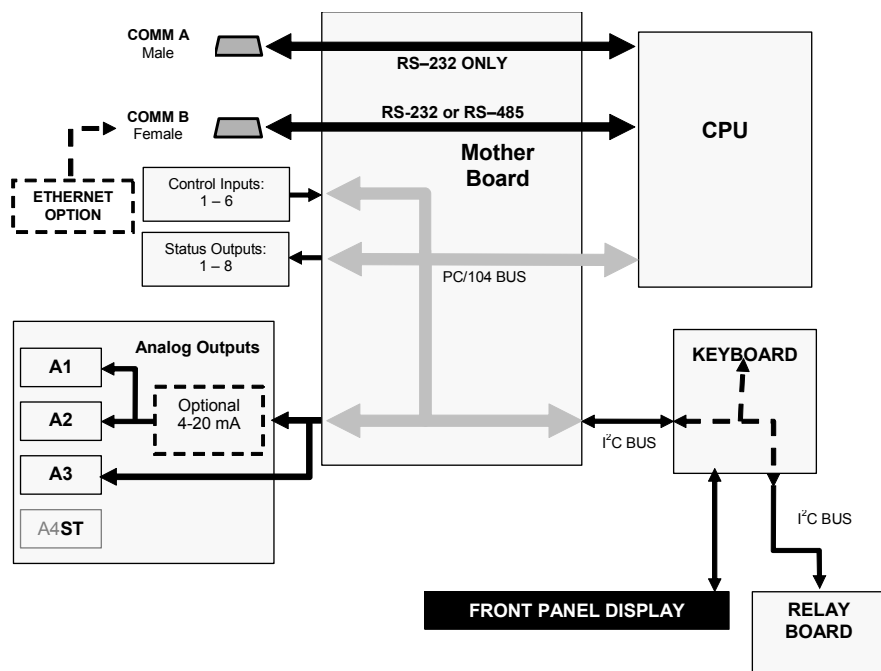 COMM A
Male
RS–232 ONLY
COMM B
Female
RS-232 or RS–485
CPU
Mother
Board
ETHERNET
OPTION
Control Inputs:
1 – 6
Status Outputs:
1 – 8
PC/104 BUS
Analog Outputs
A1
A2
A3
A4ST
Optional
4-20 mA
I²C BUS
KEYBOARD
I²C BUS
FRONT PANEL DISPLAY
RELAY
BOARD